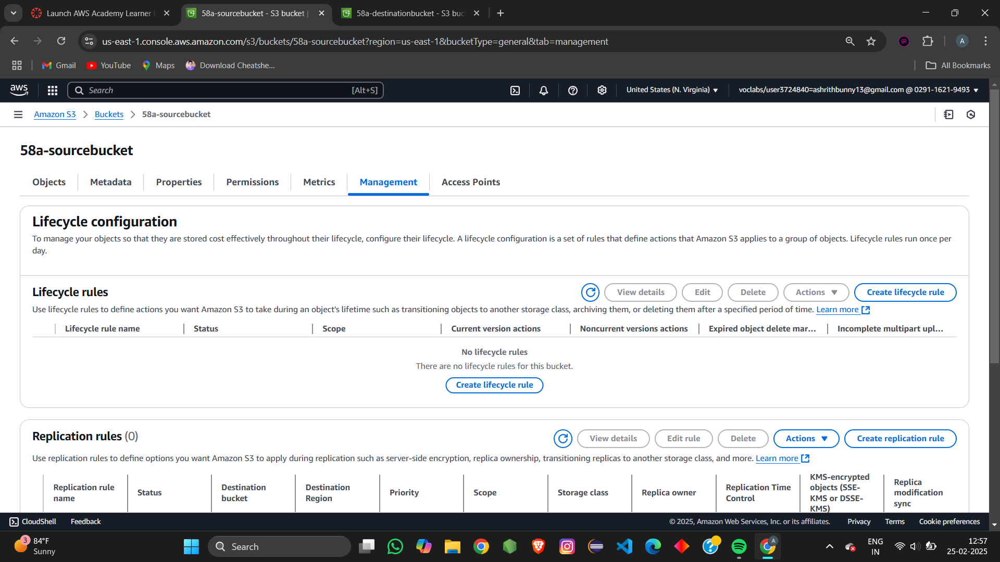 Launch AWS Academy Learner
58a-sourcebucket - S3 bucket |
58a-destinationbucket - S3 buc
us-east-1.console.aws.amazon.com/s3/buckets/58a-sourcebucket?region=us-east-1&bucketType=general&tab=management
A
Gmail
YouTube
Maps
Download Cheatshe...
All Bookmarks
aws
Search
[Alt+S]
United States (N. Virginia)
voclabs/user3724840=ashrithbunny13@gmail.com @ 0291-1621-9493
Amazon S3
Buckets
58a-sourcebucket
58a-sourcebucket
Objects
Metadata
Properties
Permissions
Metrics
Management
Access Points
Lifecycle configuration
To manage your objects so that they are stored cost effectively throughout their lifecycle, configure their lifecycle. A lifecycle configuration is a set of rules that define actions that Amazon S3 applies to a group of objects. Lifecycle rules run once per
day.
Lifecycle rules
View details
Edit
Delete
Actions
Create lifecycle rule
Use lifecycle rules to define actions you want Amazon S3 to take during an object's lifetime such as transitioning objects to another storage class, archiving them, or deleting them after a specified period of time. Learn more
Lifecycle rule name
Status
Scope
Current version actions
Noncurrent versions actions
Expired object delete mar...
Incomplete multipart upl...
No lifecycle rules
There are no lifecycle rules for this bucket.
Create lifecycle rule
Replication rules (0)
View details
Edit rule
Delete
Actions
Create replication rule
Use replication rules to define options you want Amazon S3 to apply during replication such as server-side encryption, replica ownership, transitioning replicas to another storage class, and more. Learn more
Replication rule
name
Status
Destination
bucket
Destination
Region
Priority
Scope
Storage class
Replica owner
Replication Time
Control
KMS-encrypted
objects (SSE-
KMS or DSSE-
KMS)
Replica
modification
sync
CloudShell
Feedback
© 2025, Amazon Web Services, Inc. or its affiliates.
Privacy
Terms
Cookie preferences
3
84°F
Sunny
Search
A
ENG
IN
12:57
25-02-2025